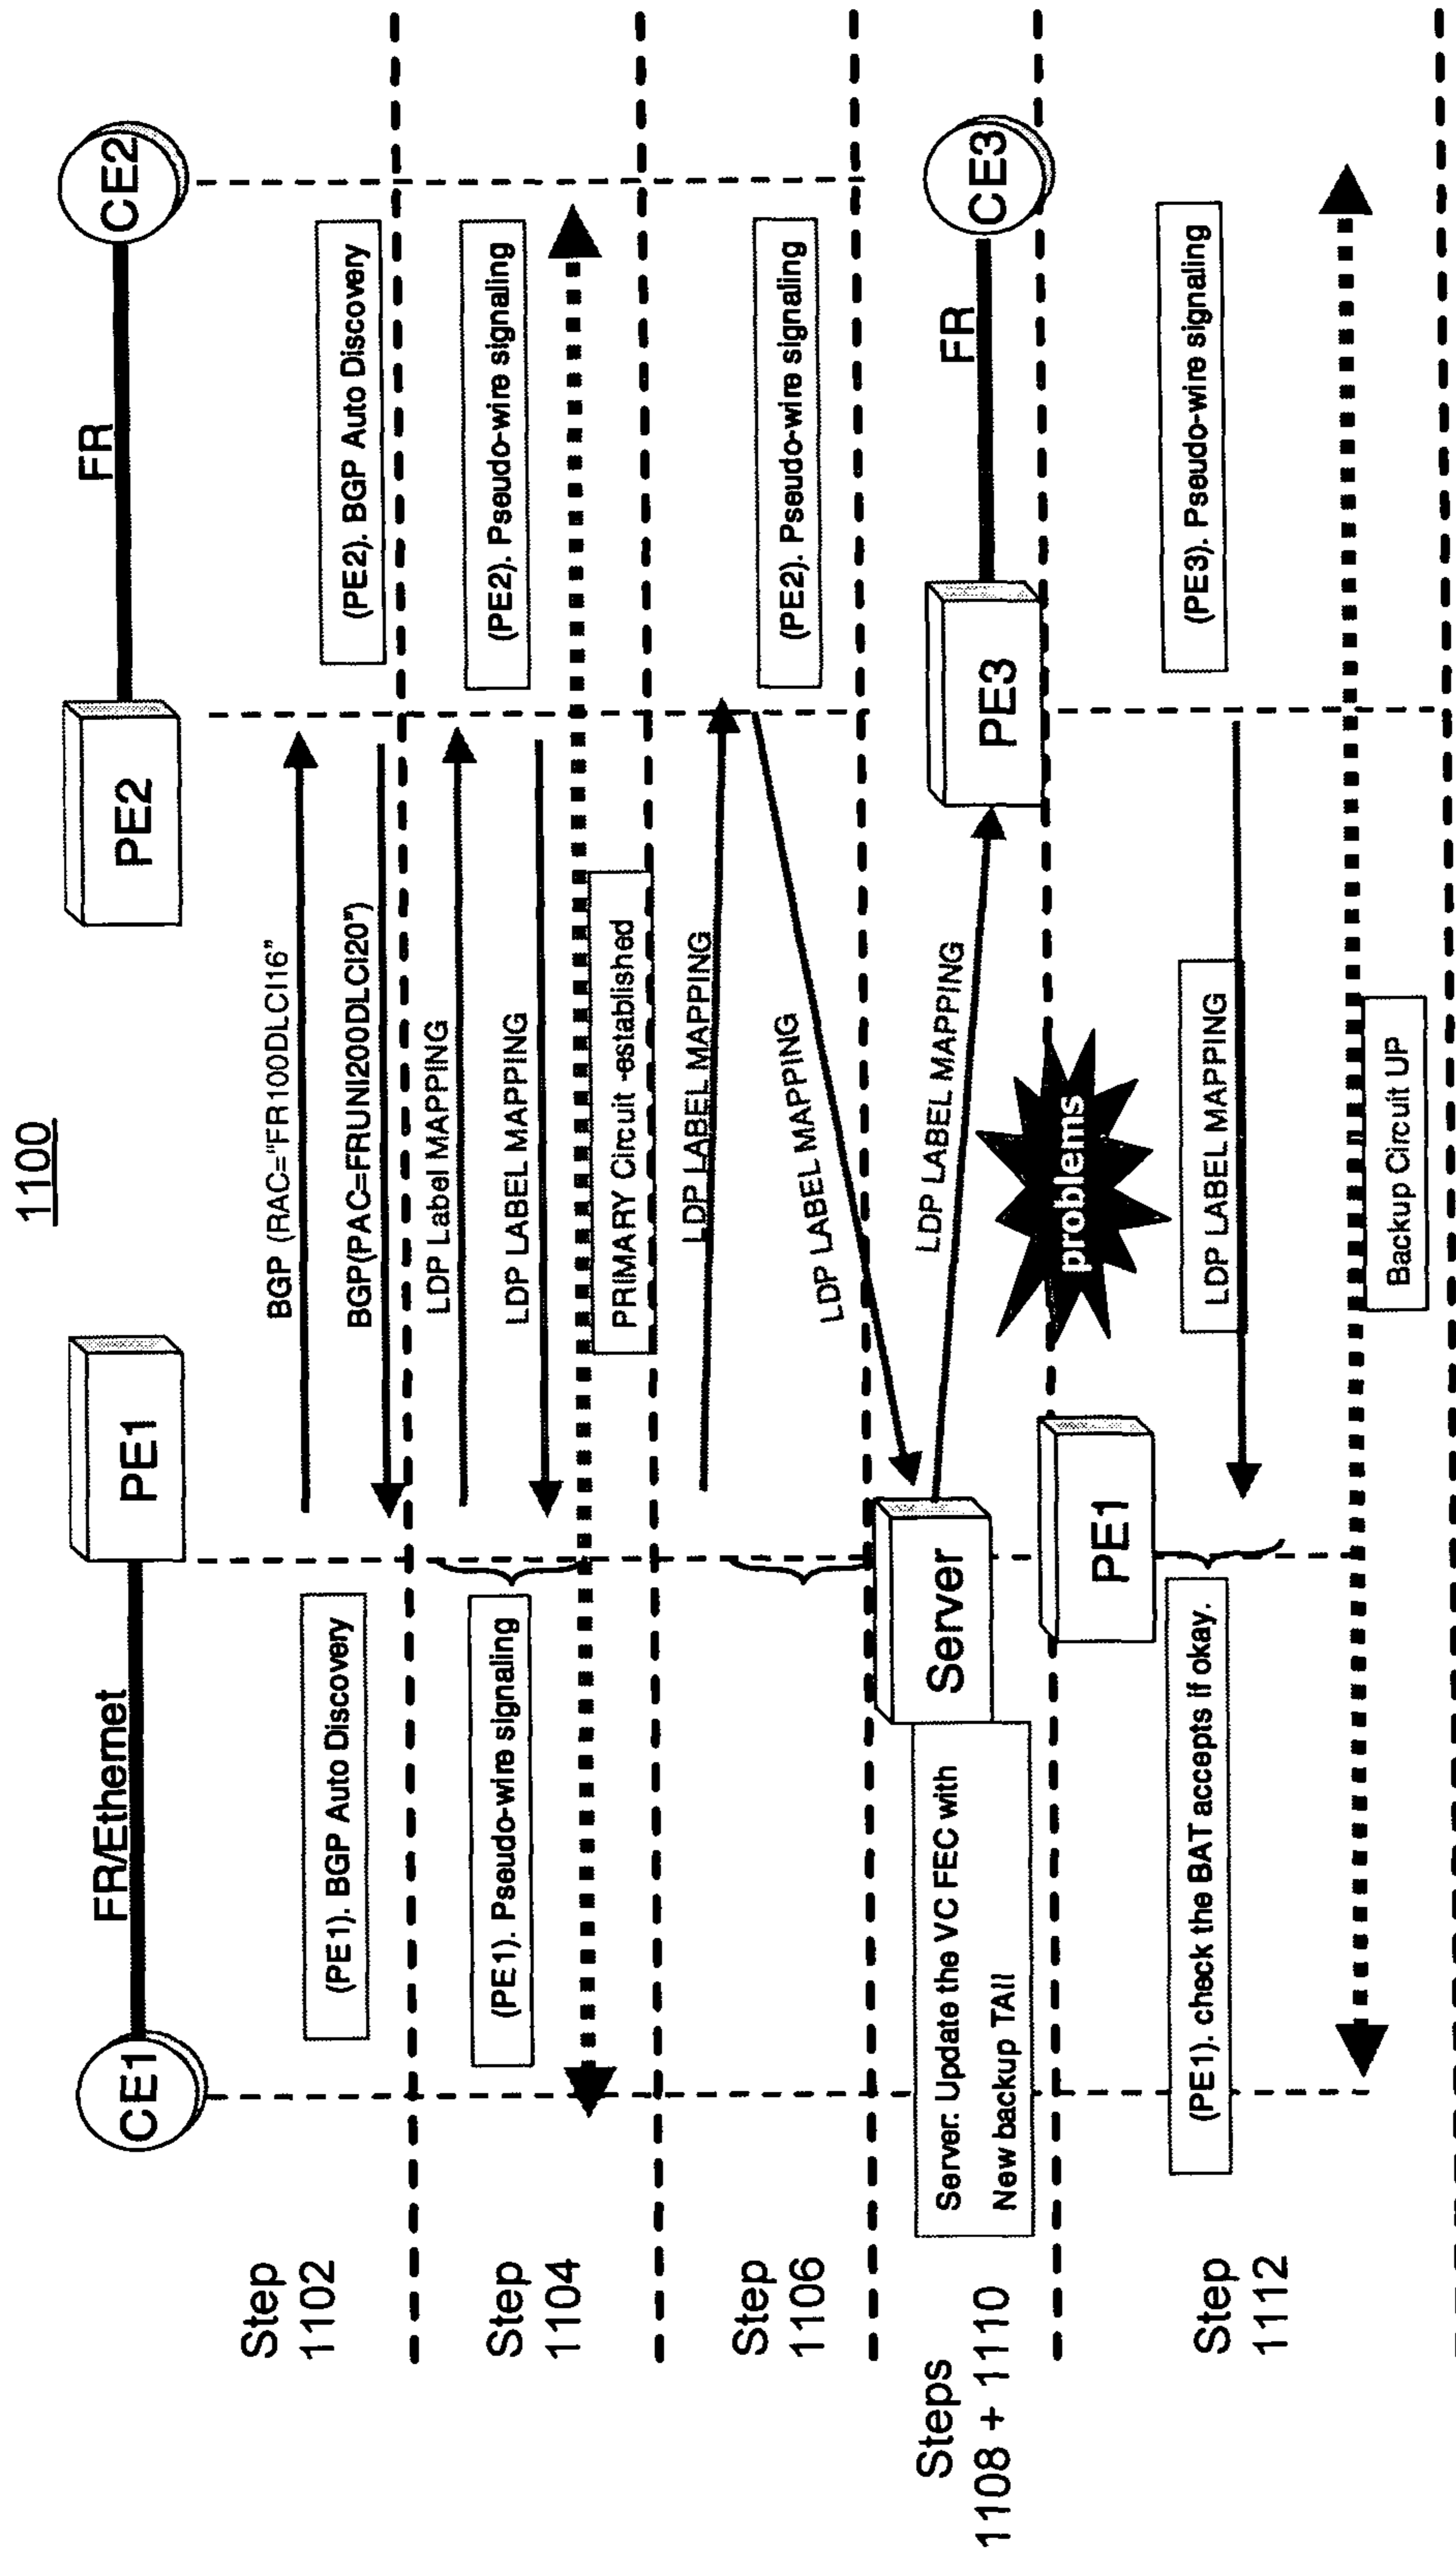 1100
CE1
FR/Ethernet
PE1
PE2
FR
CE2
Step
1102
(PE1). BGP Auto Discovery
BGP (RAC="FR100DLCI16"
BGP(PAC=FRUNI200DLCI20")
(PE2). BGP Auto Discovery
Step
1104
(PE1). Pseudo-wire signaling
LDP Label MAPPING
LDP LABEL MAPPING
(PE2). Pseudo-wire signaling
PRIMARY Circuit -established
Step
1106
LDP LABEL MAPPING
LDP LABEL MAPPING
(PE2). Pseudo-wire signaling
Steps
1108 + 1110
Server: Update the VC FEC with
New backup TAII
Server
LDP LABEL MAPPING
PE3
FR
CE3
problems
Step
1112
PE1
(PE1). check the BAT accepts if okay.
LDP LABEL MAPPING
(PE3). Pseudo-wire signaling
Backup Circuit UP